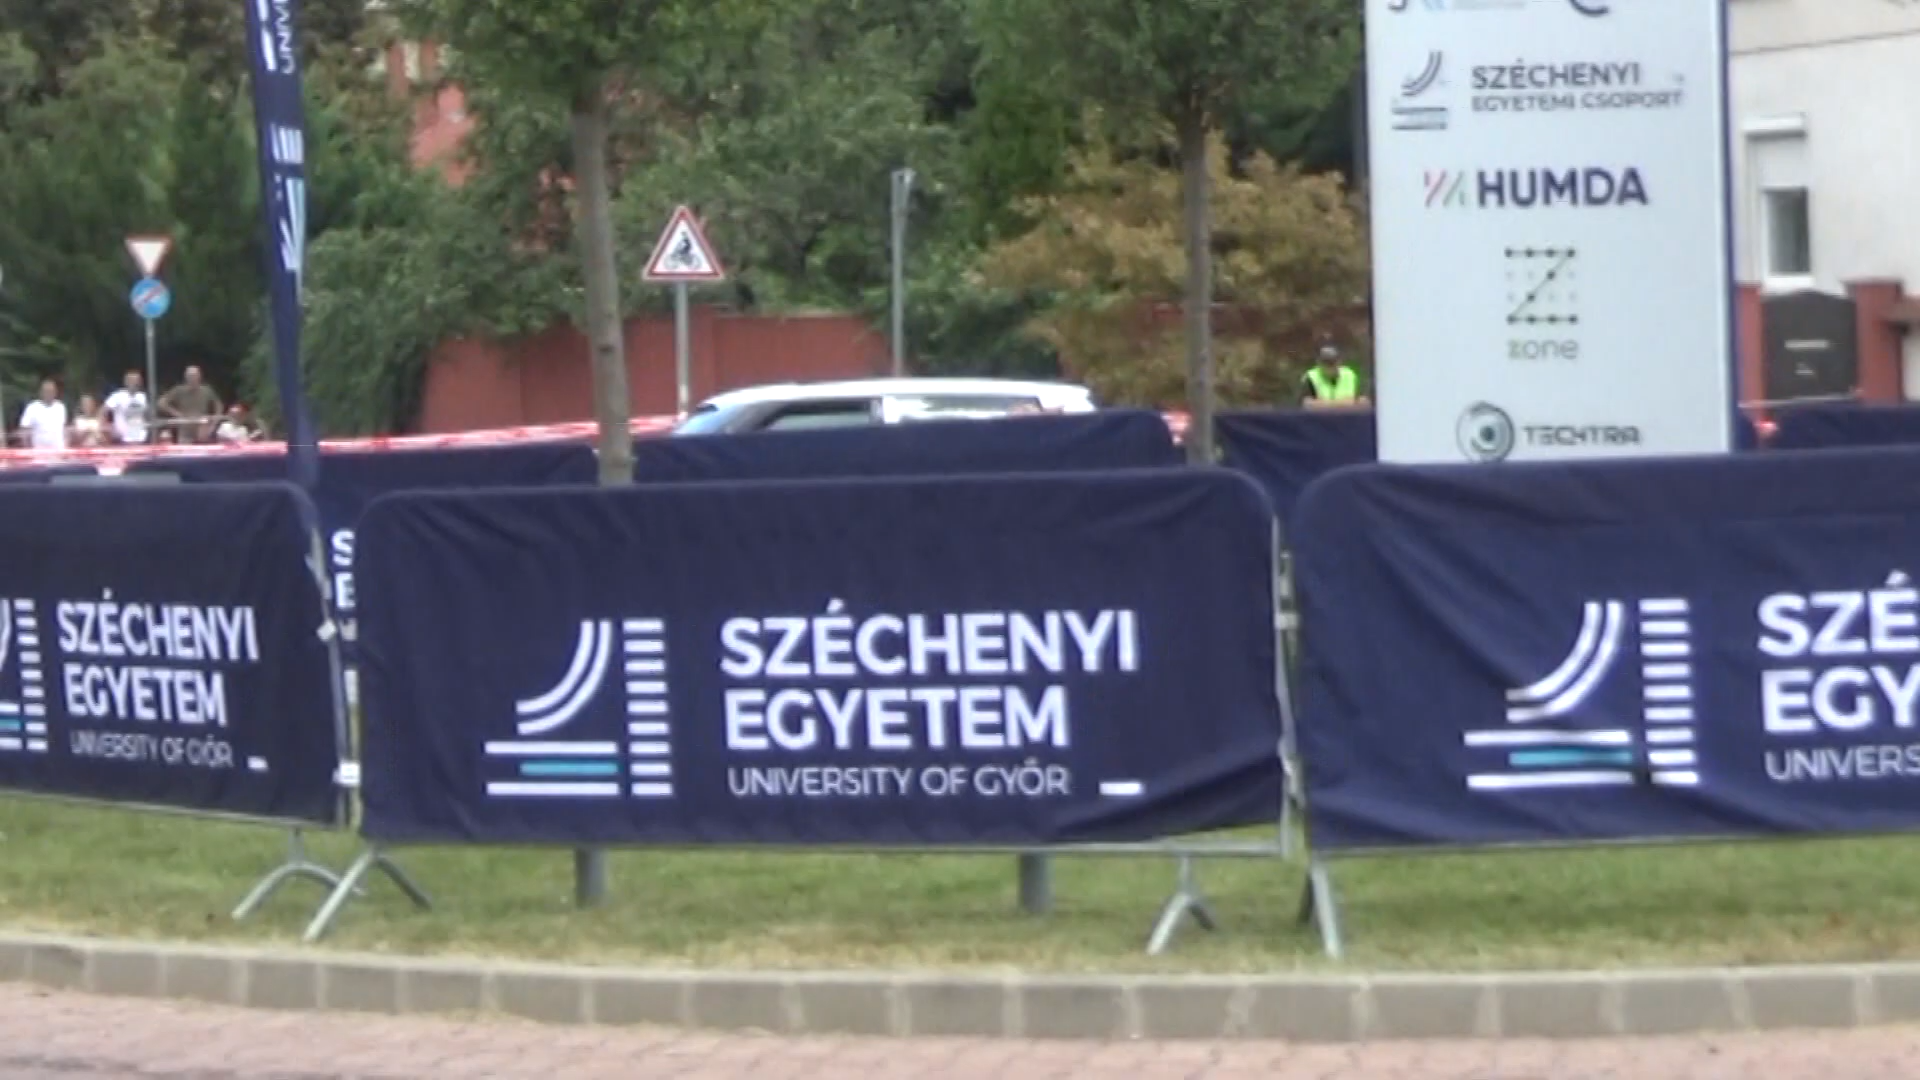 SZÉCHENYI
EGYETEMI CSOPORT
HUMDA
zone
TECHTRA
SZÉCHENYI
EGYETEM
UNIVERSITY OF GYŐR
SZÉCHENYI
EGYETEM
UNIVERSITY OF GYŐR
SZÉ
EGY
UNIVERS